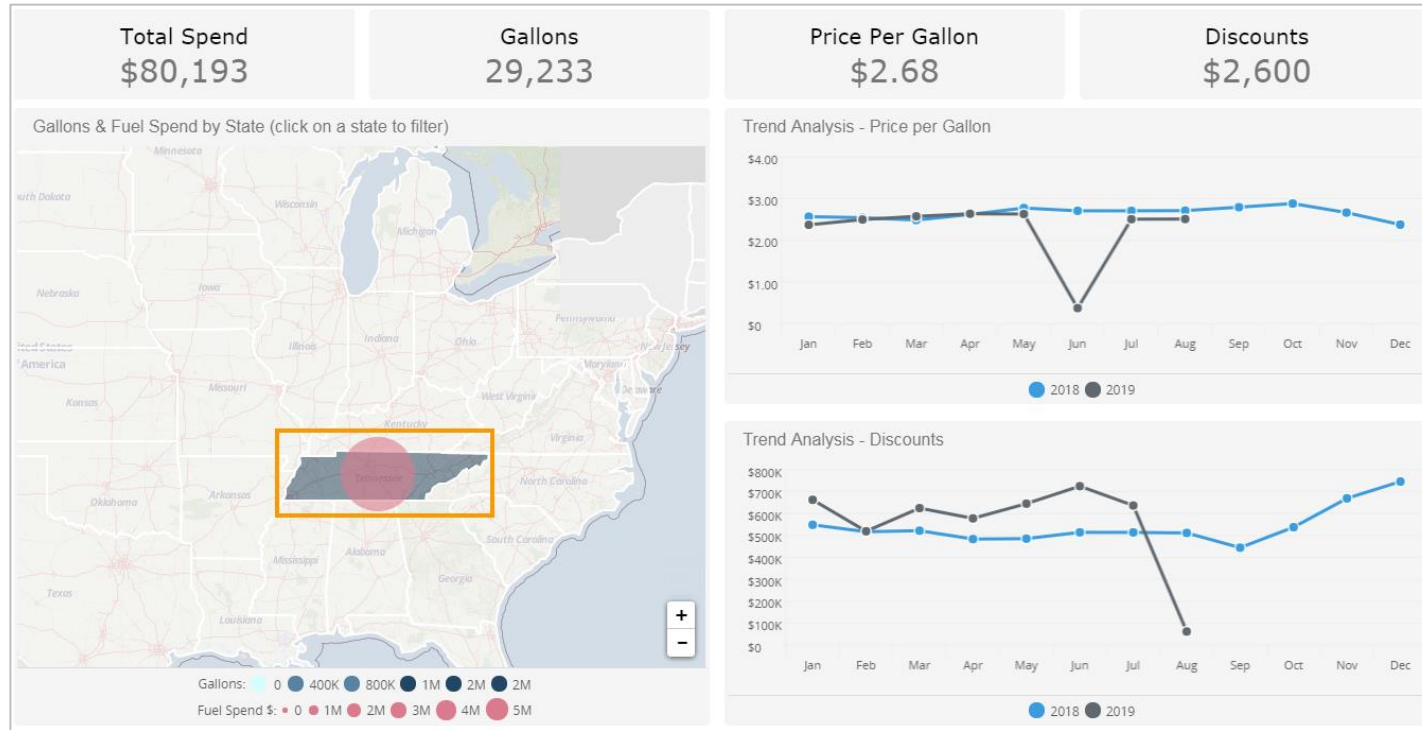 Total Spend
$80,193
Gallons
29,233
Price Per Gallon
$2.68
Discounts
$2,600
Gallons & Fuel Spend by State (click on a state to filter)
Minnesota
uth Dakota
Wisconsin
Michigan
Nebraska
Iowa
Pennsylvania
ited States
America
Illinois
Indiana
Ohio
New Jersey
Maryland
Delaware
Kansas
Missouri
West Virginia
Kentucky
Virginia
Tennessee
North Carolina
Oklahoma
Arkansas
South Carolina
Mississippi
Alabama
Georgia
Texas
Louisiana
+
−
Gallons: 0 400K 800K 1M 2M 2M
Fuel Spend $: 0 1M 2M 3M 4M 5M
Trend Analysis - Price per Gallon
$4.00
$3.00
$2.00
$1.00
$0
Jan Feb Mar Apr May Jun Jul Aug Sep Oct Nov Dec
2018 2019
Trend Analysis - Discounts
$800K
$700K
$600K
$500K
$400K
$300K
$200K
$100K
$0
Jan Feb Mar Apr May Jun Jul Aug Sep Oct Nov Dec
2018 2019